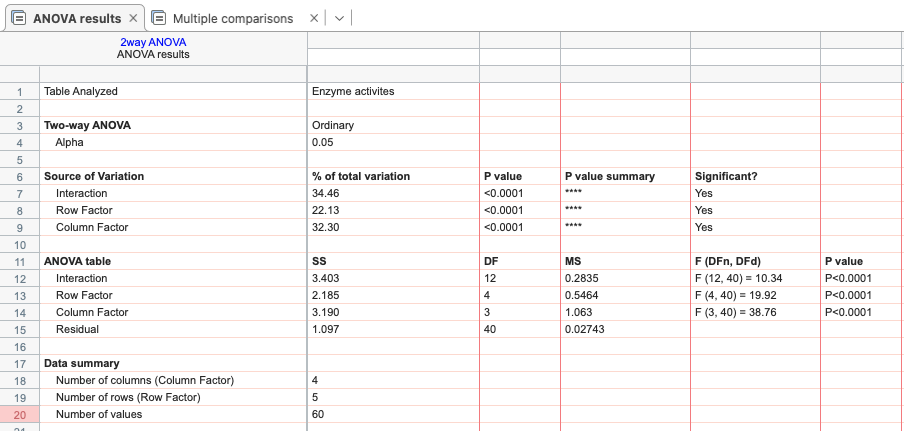 ANOVA results × Multiple comparisons ×
2way ANOVA
ANOVA results
1 Table Analyzed Enzyme activites
2
3 Two-way ANOVA Ordinary
4 Alpha 0.05
5
6 Source of Variation % of total variation P value P value summary Significant?
7 Interaction 34.46 <0.0001 **** Yes
8 Row Factor 22.13 <0.0001 **** Yes
9 Column Factor 32.30 <0.0001 **** Yes
10
11 ANOVA table SS DF MS F (DFn, DFd) P value
12 Interaction 3.403 12 0.2835 F (12, 40) = 10.34 P<0.0001
13 Row Factor 2.185 4 0.5464 F (4, 40) = 19.92 P<0.0001
14 Column Factor 3.190 3 1.063 F (3, 40) = 38.76 P<0.0001
15 Residual 1.097 40 0.02743
16
17 Data summary
18 Number of columns (Column Factor) 4
19 Number of rows (Row Factor) 5
20 Number of values 60